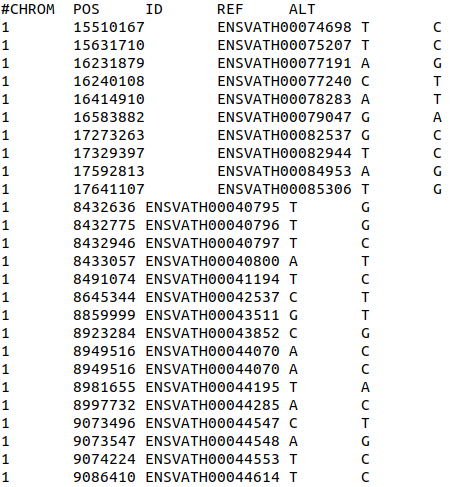 #CHROM POS ID REF ALT
1 15510167 ENSVATH00074698 T C
1 15631710 ENSVATH00075207 T C
1 16231879 ENSVATH00077191 A G
1 16240108 ENSVATH00077240 C T
1 16414910 ENSVATH00078283 A T
1 16583882 ENSVATH00079047 G A
1 17273263 ENSVATH00082537 G C
1 17329397 ENSVATH00082944 T C
1 17592813 ENSVATH00084953 A G
1 17641107 ENSVATH00085306 T G
1 8432636 ENSVATH00040795 T G
1 8432775 ENSVATH00040796 T G
1 8432946 ENSVATH00040797 T C
1 8433057 ENSVATH00040800 A T
1 8491074 ENSVATH00041194 T C
1 8645344 ENSVATH00042537 C T
1 8859999 ENSVATH00043511 G T
1 8923284 ENSVATH00043852 C G
1 8949516 ENSVATH00044070 A C
1 8949516 ENSVATH00044070 A C
1 8981655 ENSVATH00044195 T A
1 8997732 ENSVATH00044285 A C
1 9073496 ENSVATH00044547 C T
1 9073547 ENSVATH00044548 A G
1 9074224 ENSVATH00044553 T C
1 9086410 ENSVATH00044614 T C